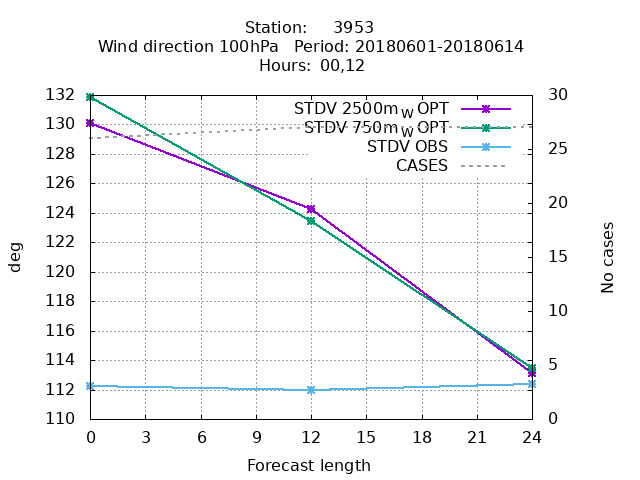 Station: 3953
Wind direction 100hPa Period: 20180601-20180614
Hours: 00,12
STDV 2500m W OPT
STDV 750m W OPT
STDV OBS
CASES
132
130
128
126
124
122
120
118
116
114
112
110
30
25
20
15
10
5
0
deg
No cases
0 3 6 9 12 15 18 21 24
Forecast length